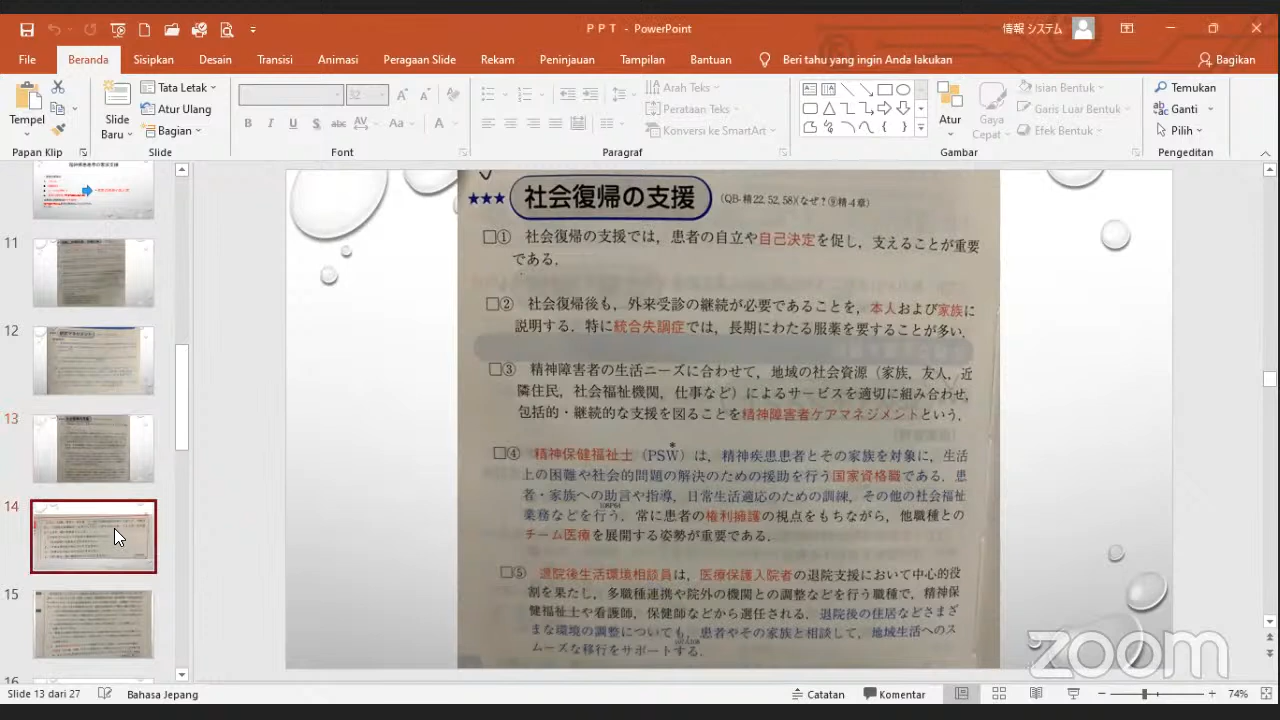 PPT - PowerPoint
情報 システム
File
Beranda
Sisipkan
Desain
Transisi
Animasi
Peragaan Slide
Rekam
Peninjauan
Tampilan
Bantuan
Beri tahu yang ingin Anda lakukan
Bagikan
Tempel
Slide
Baru
Tata Letak
Atur Ulang
Bagian
32
B I U S abc AV Aa A
Arah Teks
Perataan Teks
Konversi ke SmartArt
Atur
Gaya
Cepat
Isian Bentuk
Garis Luar Bentuk
Efek Bentuk
Temukan
Ganti
Pilih
Papan Klip
Slide
Font
Paragraf
Gambar
Pengeditan
11
12
13
14
15
16
★★★ 社会復帰の支援 (QB-精22, 52, 58)(なぜ?⑨精-4章)
□① 社会復帰の支援では,患者の自立や自己決定を促し,支えることが重要
である.
□② 社会復帰後も,外来受診の継続が必要であることを,本人および家族に
説明する.特に統合失調症では,長期にわたる服薬を要することが多い.
□③ 精神障害者の生活ニーズに合わせて,地域の社会資源(家族,友人,近
隣住民,社会福祉機関,仕事など)によるサービスを適切に組み合わせ,
包括的・継続的な支援を図ることを精神障害者ケアマネジメントという.
□④ 精神保健福祉士(PSW*)は,精神疾患患者とその家族を対象に,生活
上の困難や社会的問題の解決のための援助を行う国家資格職である.患
者・家族への助言や指導,日常生活適応のための訓練,その他の社会福祉
業務などを行う.常に患者の権利擁護の視点をもちながら,他職種との
チーム医療を展開する姿勢が重要である.
□⑤ 退院後生活環境相談員は,医療保護入院者の退院支援において中心的役
割を果たし,多職種連携や院外の機関との調整などを行う職種で,精神保
健福祉士や看護師,保健師などから選任される.退院後の住居などさまざ
まな環境の調整についても,患者やその家族と相談して,地域生活へのス
ムーズな移行をサポートする.
zoom
Slide 13 dari 27
Bahasa Jepang
Catatan
Komentar
74%